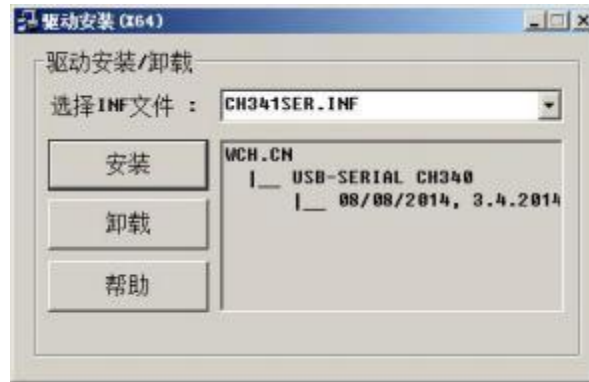 驱动安装(X64)
驱动安装/卸载
选择INF文件 : CH341SER.INF
安装
WCH.CN
|__ USB-SERIAL CH340
|__ 08/08/2014, 3.4.2014
卸载
帮助